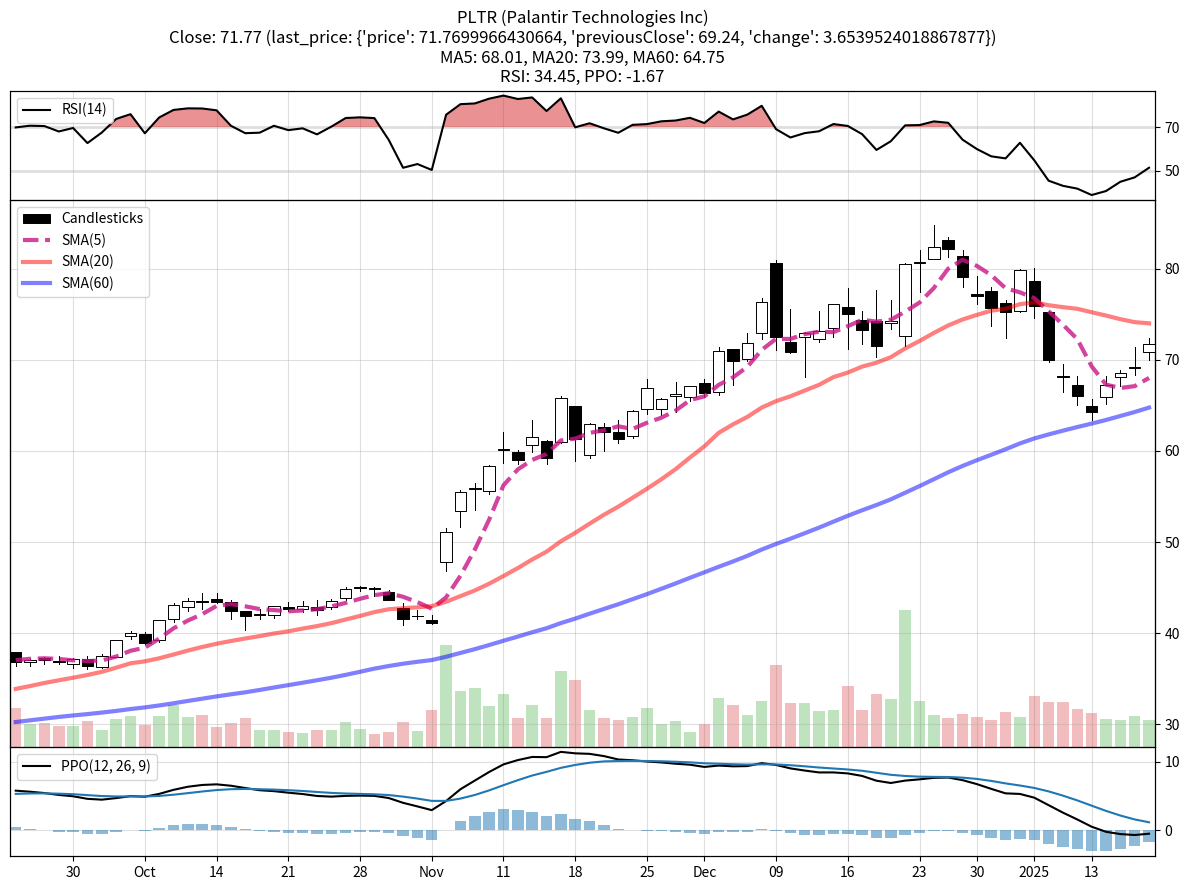 PLTR (Palantir Technologies Inc)
Close: 71.77 (last_price: {'price': 71.7699966430664, 'previousClose': 69.24, 'change': 3.6539524018867877})
MA5: 68.01, MA20: 73.99, MA60: 64.75
RSI: 34.45, PPO: -1.67
RSI(14)
70
50
Candlesticks
SMA(5)
SMA(20)
SMA(60)
80
70
60
50
40
30
PPO(12, 26, 9)
10
0
30 Oct 14 21 28 Nov 11 18 25 Dec 09 16 23 30 2025 13